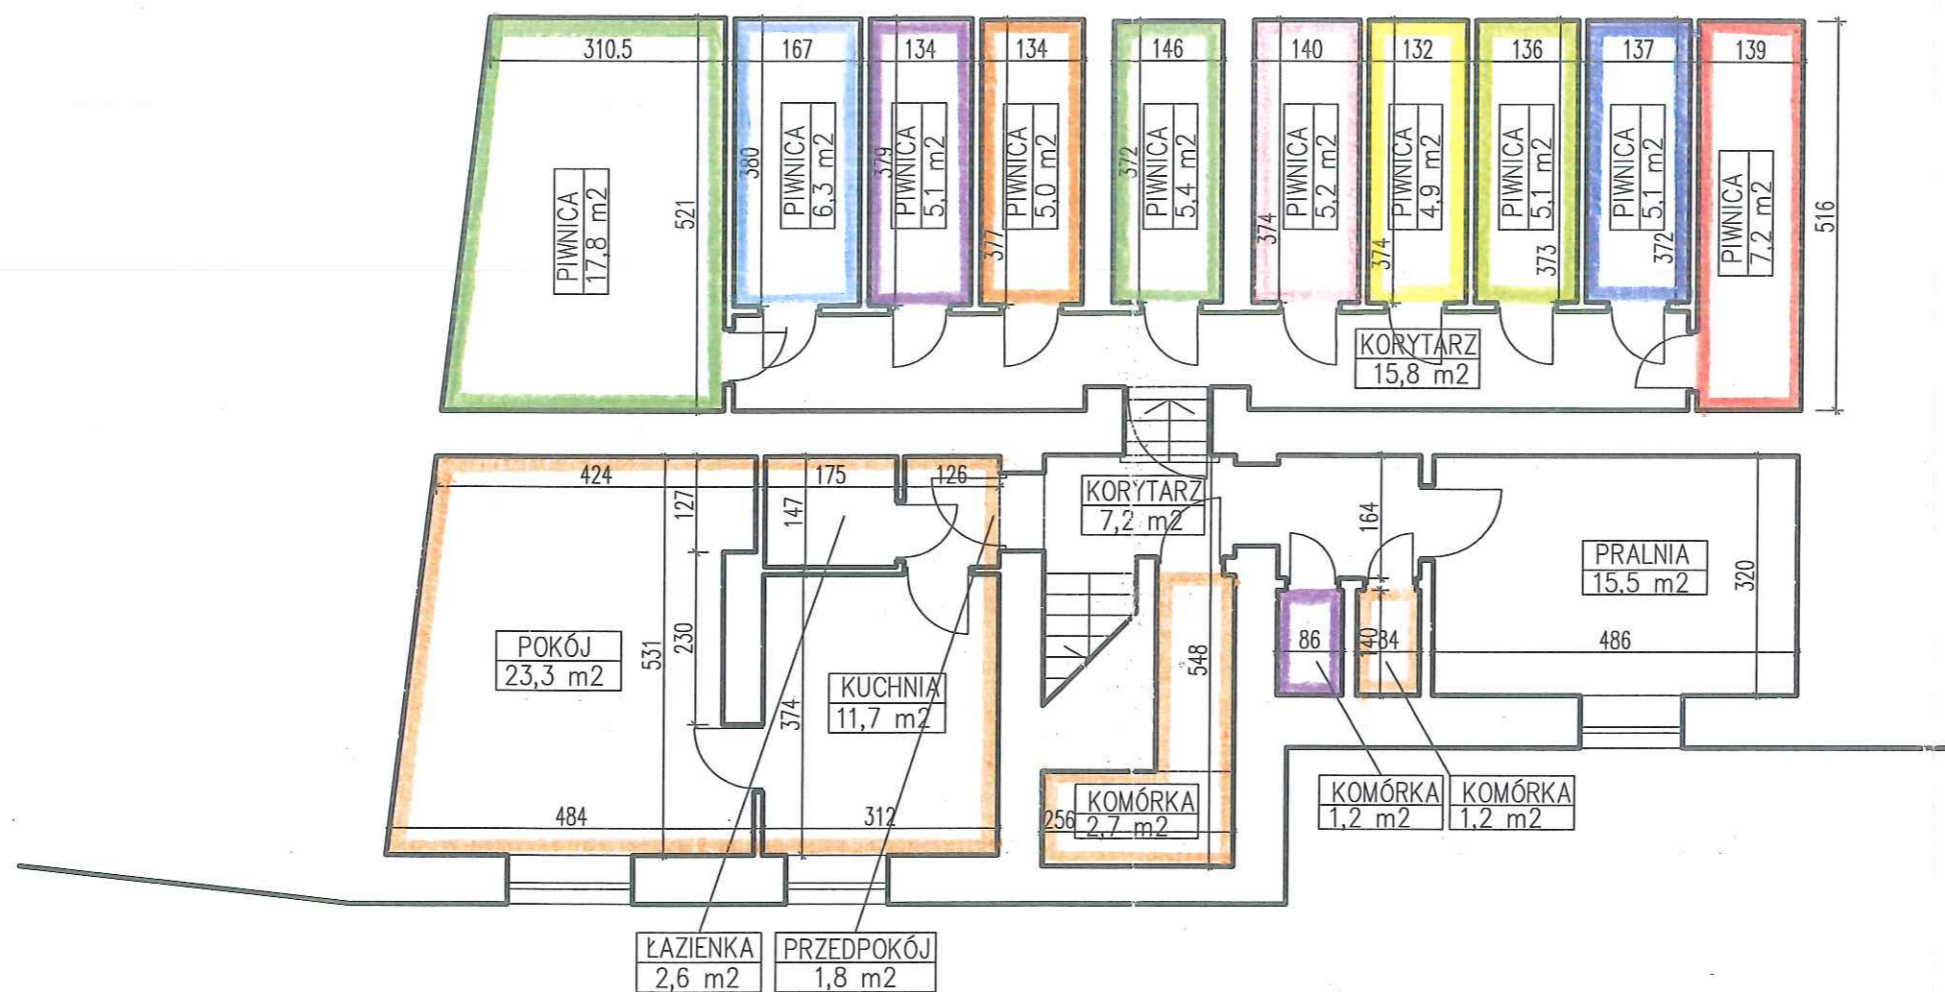 310.5
167
134
134
146
140
132
136
137
139
PIWNICA
17,8 m2
521
PIWNICA
6,3 m2
380
PIWNICA
5,1 m2
379
PIWNICA
5,0 m2
377
PIWNICA
5,4 m2
372
PIWNICA
5,2 m2
374
PIWNICA
4,9 m2
374
PIWNICA
5,1 m2
373
PIWNICA
5,1 m2
372
PIWNICA
7,2 m2
516
KORYTARZ
15,8 m2
424
175
126
127
147
KORYTARZ
7,2 m2
164
PRALNIA
15,5 m2
320
486
POKÓJ
23,3 m2
531
230
374
KUCHNIA
11,7 m2
548
86
140
84
484
312
256
KOMÓRKA
2,7 m2
KOMÓRKA
1,2 m2
KOMÓRKA
1,2 m2
ŁAZIENKA
2,6 m2
PRZEDPOKÓJ
1,8 m2